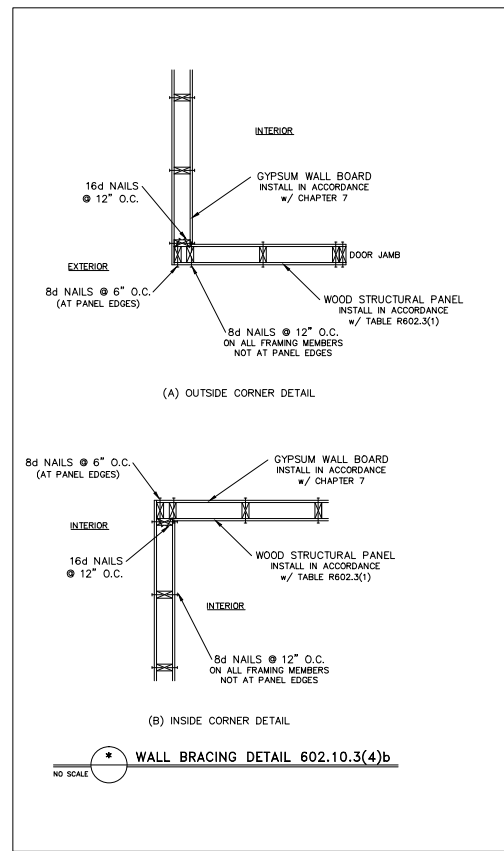 INTERIOR
16d NAILS
@ 12" O.C.
GYPSUM WALL BOARD
INSTALL IN ACCORDANCE
w/ CHAPTER 7
EXTERIOR
DOOR JAMB
8d NAILS @ 6" O.C.
(AT PANEL EDGES)
WOOD STRUCTURAL PANEL
INSTALL IN ACCORDANCE
w/ TABLE R602.3(1)
8d NAILS @ 12" O.C.
ON ALL FRAMING MEMBERS
NOT AT PANEL EDGES
(A) OUTSIDE CORNER DETAIL
8d NAILS @ 6" O.C.
(AT PANEL EDGES)
GYPSUM WALL BOARD
INSTALL IN ACCORDANCE
w/ CHAPTER 7
INTERIOR
16d NAILS
@ 12" O.C.
WOOD STRUCTURAL PANEL
INSTALL IN ACCORDANCE
w/ TABLE R602.3(1)
INTERIOR
8d NAILS @ 12" O.C.
ON ALL FRAMING MEMBERS
NOT AT PANEL EDGES
(B) INSIDE CORNER DETAIL
* WALL BRACING DETAIL 602.10.3(4)b
NO SCALE